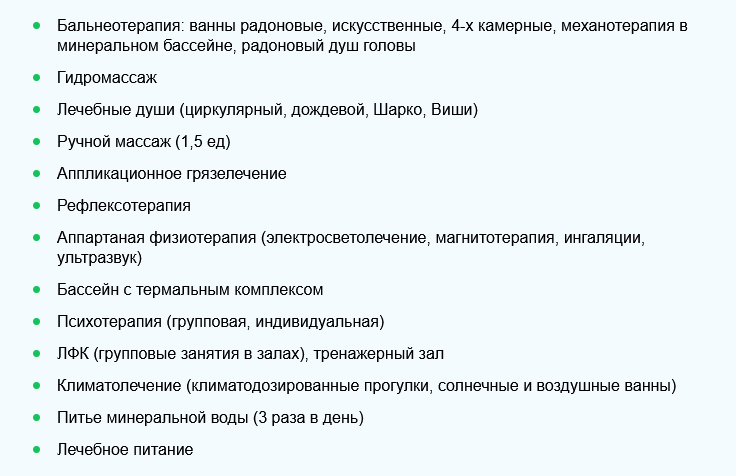 Бальнеотерапия: ванны радоновые, искусственные, 4-х камерные, механотерапия в
минеральном бассейне, радоновый душ головы
Гидромассаж
Лечебные души (циркулярный, дождевой, Шарко, Виши)
Ручной массаж (1,5 ед)
Аппликационное грязелечение
Рефлексотерапия
Аппартаная физиотерапия (электросветолечение, магнитотерапия, ингаляции,
ультразвук)
Бассейн с термальным комплексом
Психотерапия (групповая, индивидуальная)
ЛФК (групповые занятия в залах), тренажерный зал
Климатолечение (климатодозированные прогулки, солнечные и воздушные ванны)
Питье минеральной воды (3 раза в день)
Лечебное питание